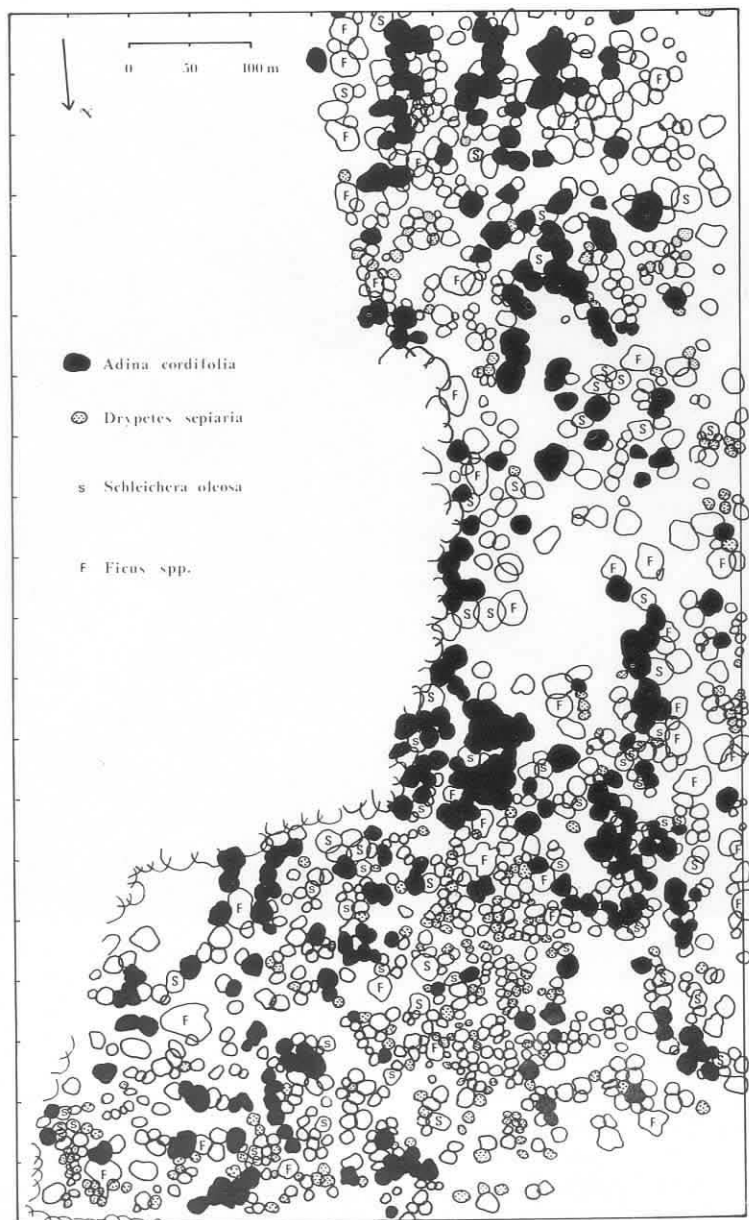 0 50 100 m
N
Adina cordifolia
Drypetes sepiaria
S Schleichera oleosa
F Ficus spp.